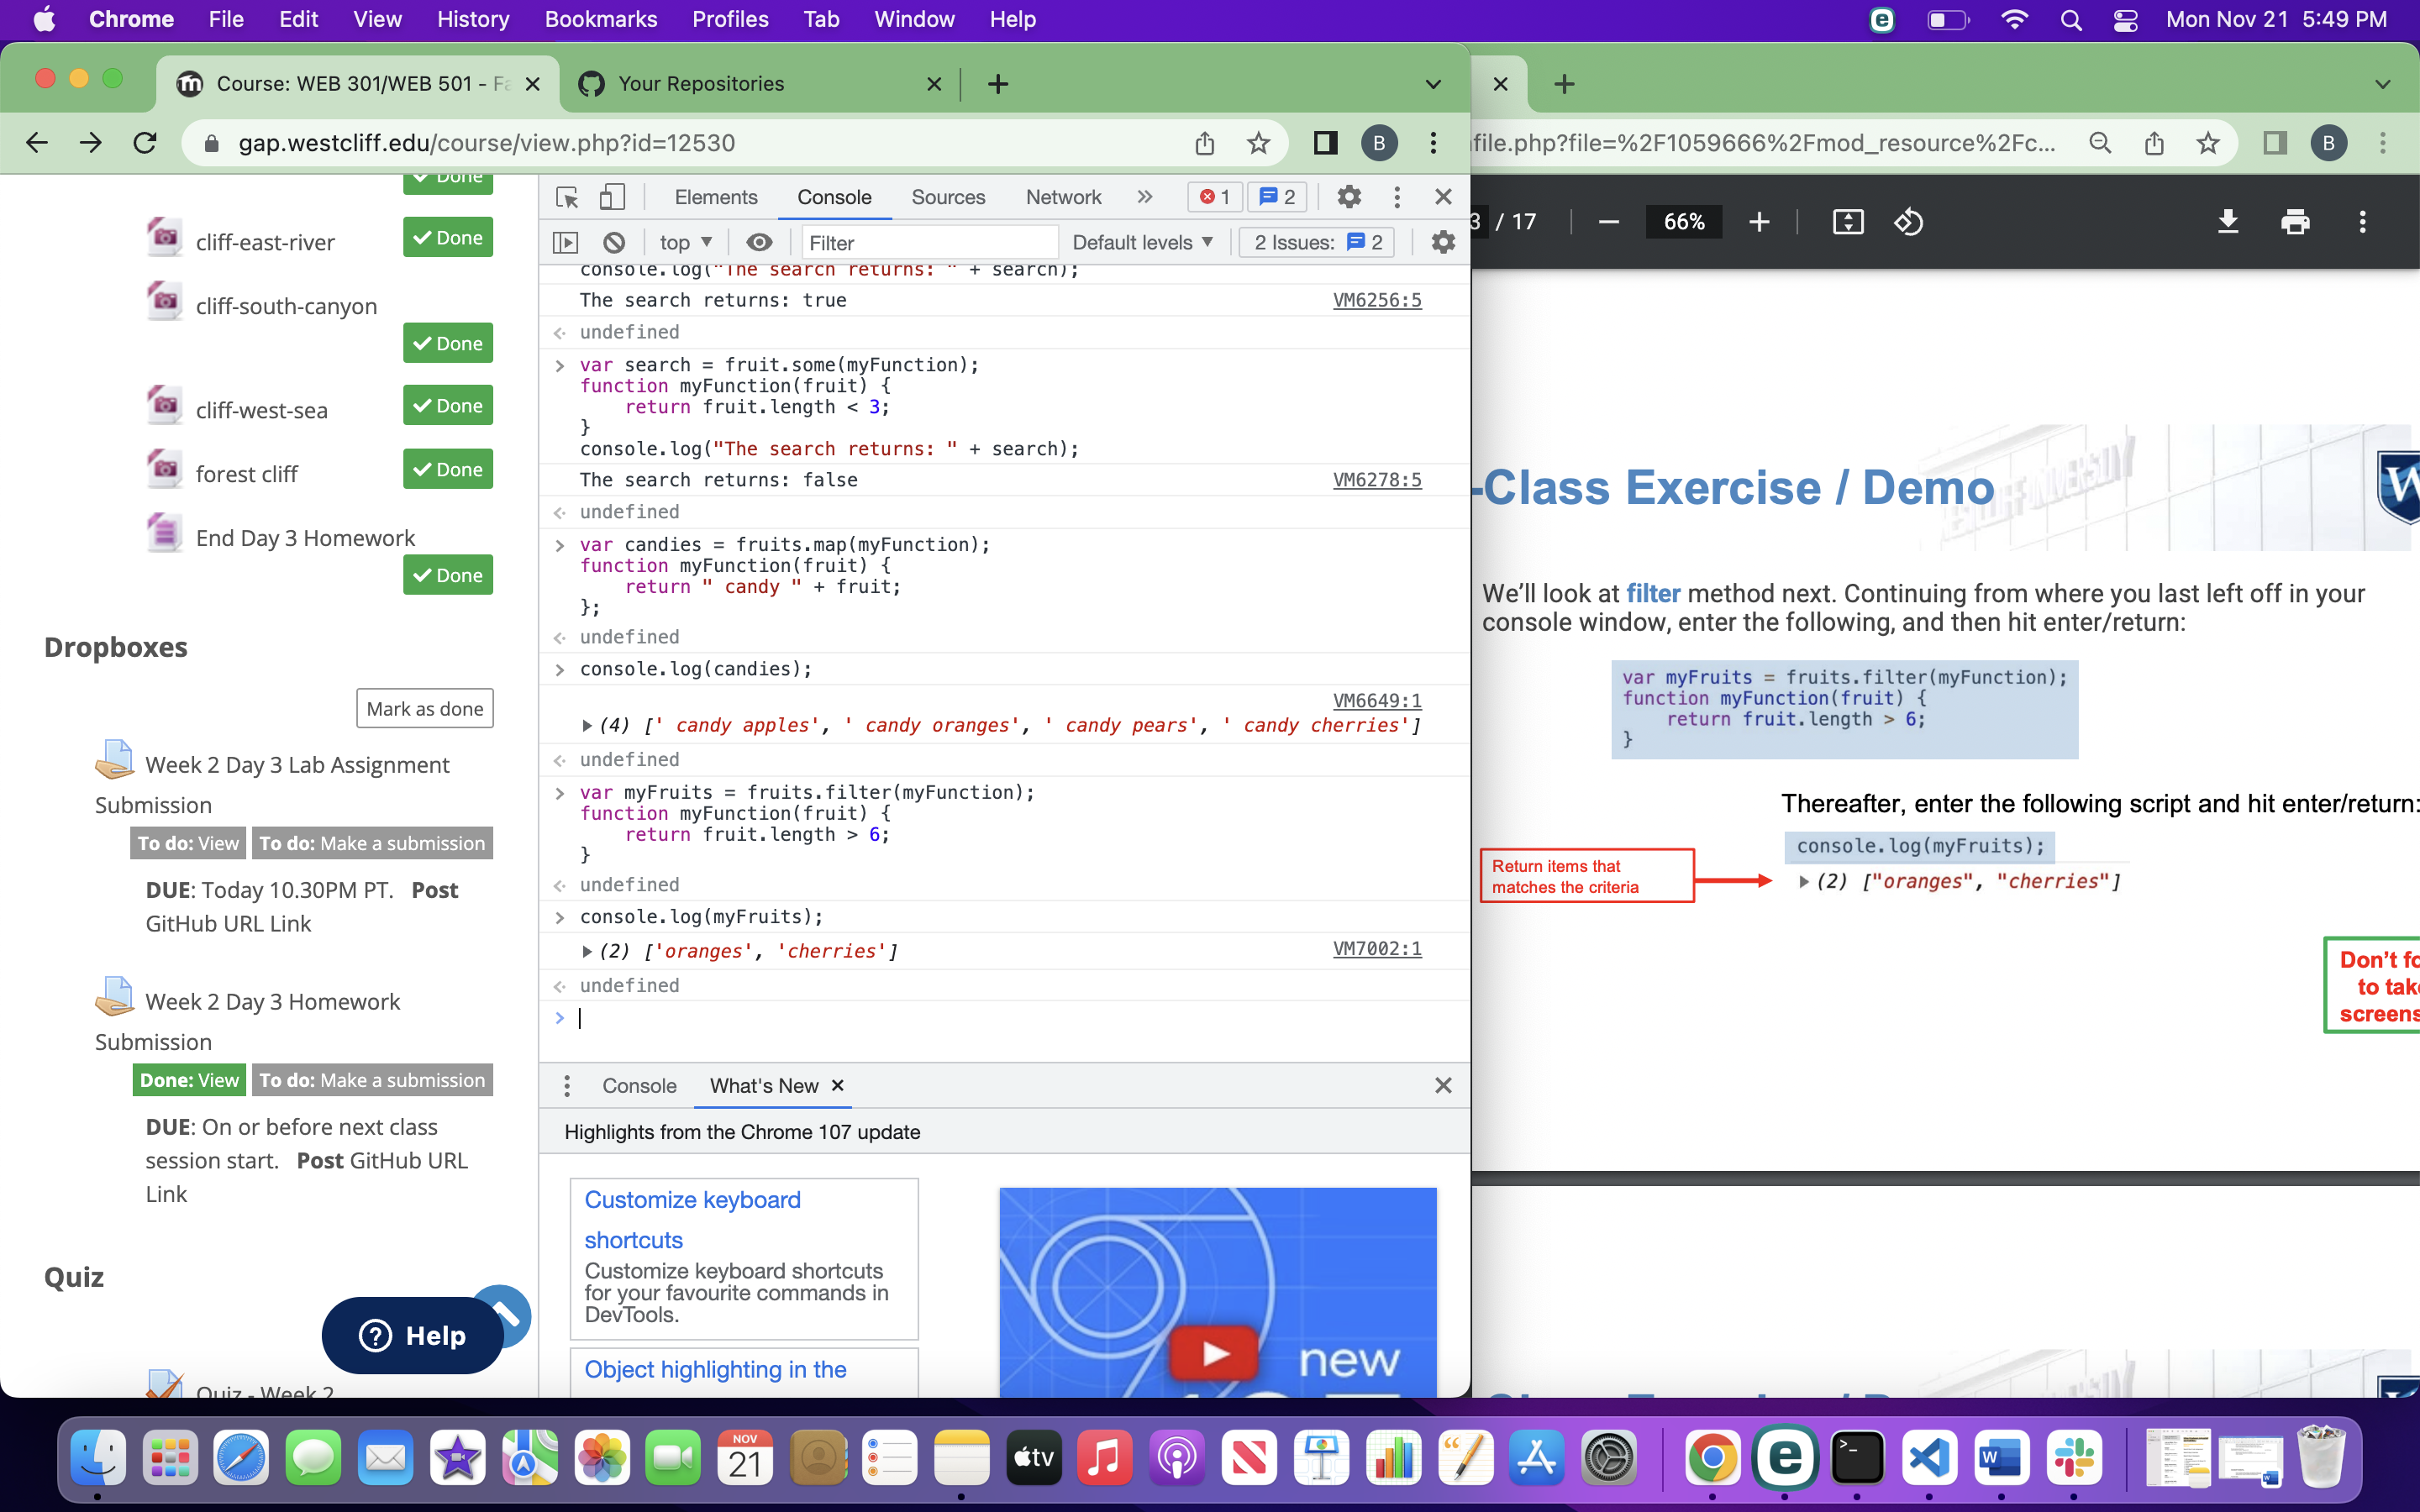 Chrome File Edit View History Bookmarks Profiles Tab Window Help
Mon Nov 21 5:49 PM
Course: WEB 301/WEB 501 - Fa
Your Repositories
gap.westcliff.edu/course/view.php?id=12530
B
file.php?file=%2F1059666%2Fmod_resource%2Fc...
B
Done
cliff-east-river
Done
cliff-south-canyon
Done
cliff-west-sea
Done
forest cliff
Done
End Day 3 Homework
Done
Dropboxes
Mark as done
Week 2 Day 3 Lab Assignment
Submission
To do: View
To do: Make a submission
DUE: Today 10.30PM PT. Post
GitHub URL Link
Week 2 Day 3 Homework
Submission
Done: View
To do: Make a submission
DUE: On or before next class
session start. Post GitHub URL
Link
Quiz
Help
Quiz - Week 2
Elements Console Sources Network
1
2
top
Filter
Default levels
2 Issues: 2
console.log("The search returns: " + search);
The search returns: true VM6256:5
undefined
var search = fruit.some(myFunction);
function myFunction(fruit) {
return fruit.length < 3;
}
console.log("The search returns: " + search);
The search returns: false VM6278:5
undefined
var candies = fruits.map(myFunction);
function myFunction(fruit) {
return " candy " + fruit;
};
undefined
console.log(candies);
VM6649:1
(4) [' candy apples', ' candy oranges', ' candy pears', ' candy cherries']
undefined
var myFruits = fruits.filter(myFunction);
function myFunction(fruit) {
return fruit.length > 6;
}
undefined
console.log(myFruits);
(2) ['oranges', 'cherries'] VM7002:1
undefined
Console What's New
Highlights from the Chrome 107 update
Customize keyboard
shortcuts
Customize keyboard shortcuts
for your favourite commands in
DevTools.
Object highlighting in the
new
3 / 17
66%
-Class Exercise / Demo
W
We'll look at filter method next. Continuing from where you last left off in your
console window, enter the following, and then hit enter/return:
var myFruits = fruits.filter(myFunction);
function myFunction(fruit) {
return fruit.length > 6;
}
Thereafter, enter the following script and hit enter/return:
console.log(myFruits);
Return items that
matches the criteria
(2) ["oranges", "cherries"]
Don't fo
to take
screens
NOV
21
tv